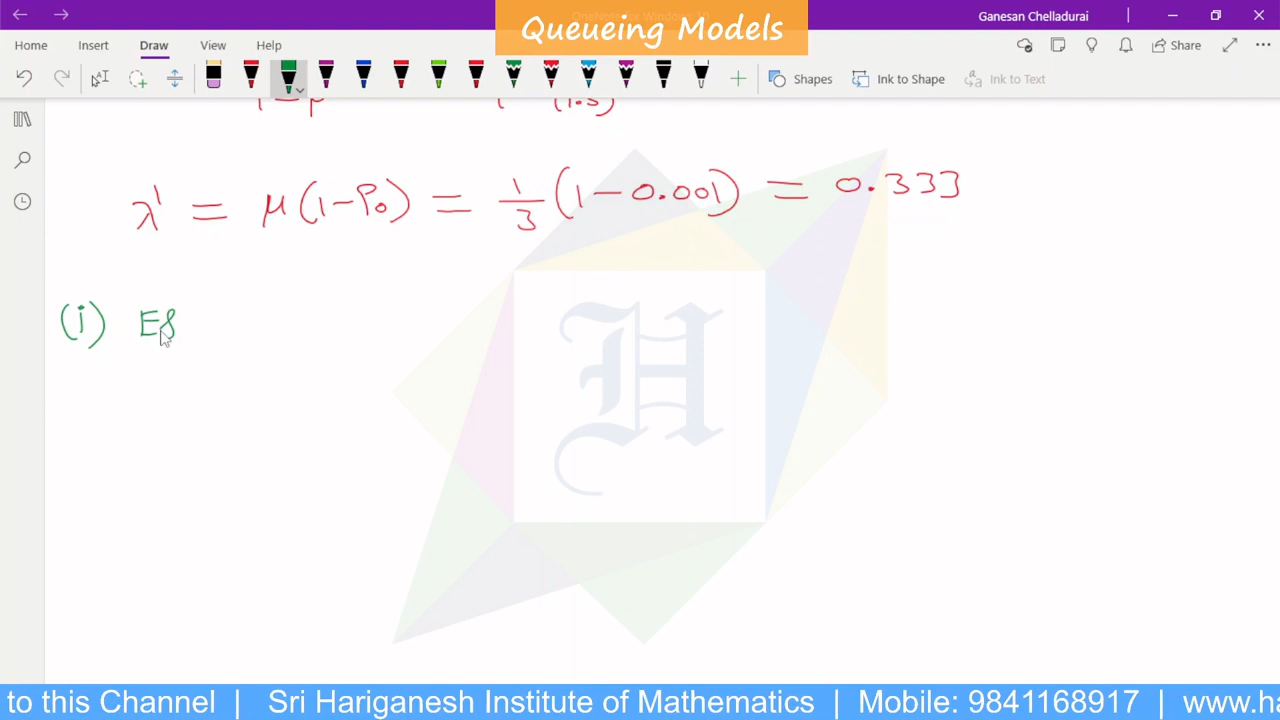 Queueing Models
Ganesan Chelladurai
Home Insert Draw View Help
Share
Shapes Ink to Shape Ink to Text
λ' = μ(1-P₀) = 1/3 (1-0.001) = 0.333
(i)
H
to this Channel | Sri Hariganesh Institute of Mathematics | Mobile: 9841168917 | www.ha